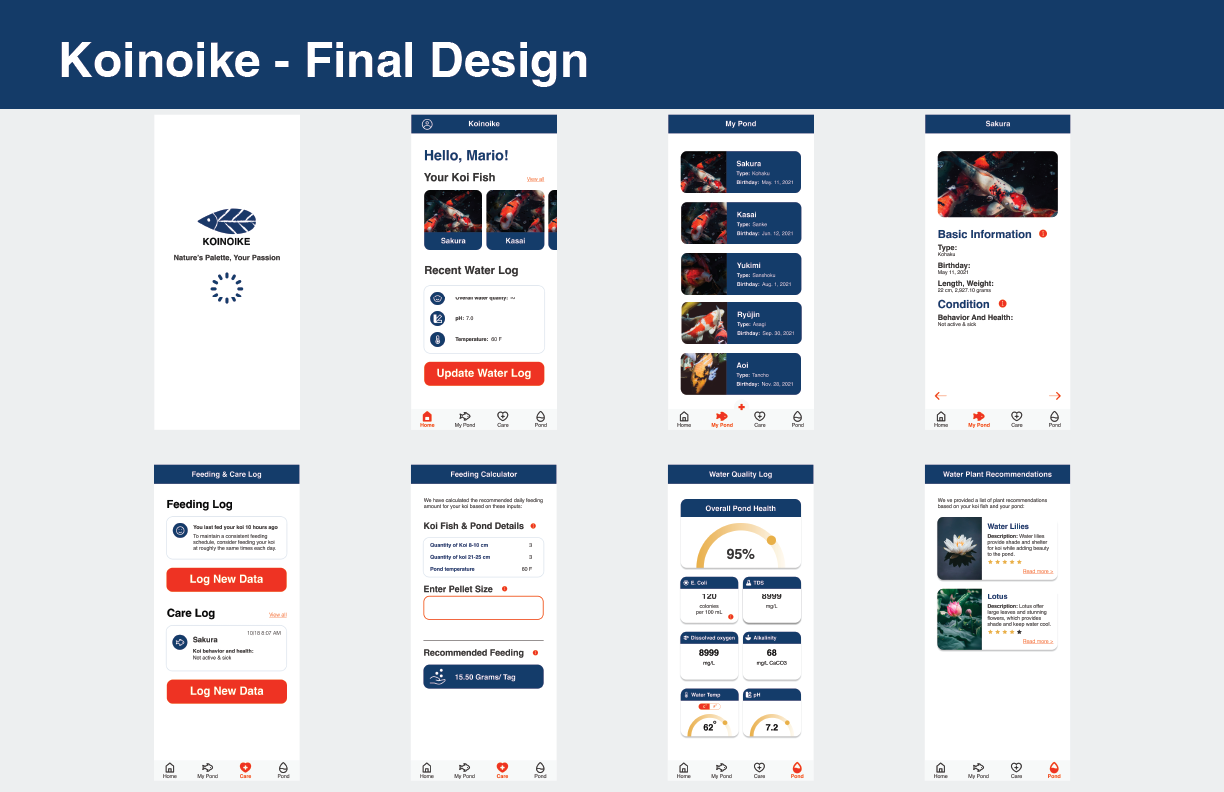 Koinoike - Final Design
KOINOIKE
Nature's Palette, Your Passion
Koinoike
Hello, Mario!
Your Koi Fish
View all
Sakura
Kasai
Recent Water Log
Overall water quality:
pH: 7.0
Temperature: 60 F
Update Water Log
Home
My Pond
Care
Pond
My Pond
Sakura
Type: Kohaku
Birthday: May. 11, 2021
Kasai
Type: Sanke
Birthday: Jun. 12, 2021
Yukimi
Type: Sanshoku
Birthday: Aug. 1, 2021
Ryūjin
Type: Asagi
Birthday: Sep. 30, 2021
Aoi
Type: Tancho
Birthday: Nov. 28, 2021
Home
My Pond
Care
Pond
Sakura
Basic Information
Type:
Kohaku
Birthday:
May 11, 2021
Length, Weight:
22 cm, 2,927.10 grams
Condition
Behavior And Health:
Not active & sick
Home
My Pond
Care
Pond
Feeding & Care Log
Feeding Log
You last fed your koi 10 hours ago
To maintain a consistent feeding
schedule, consider feeding your koi
at roughly the same times each day.
Log New Data
Care Log
View all
10/16 8:07 AM
Sakura
Koi behavior and health:
Not active & sick
Log New Data
Home
My Pond
Care
Pond
Feeding Calculator
We have calculated the recommended daily feeding
amount for your koi based on these inputs:
Koi Fish & Pond Details
Quantity of Koi 8-10 cm 3
Quantity of koi 21-25 cm 3
Pond temperature 60 F
Enter Pellet Size
Recommended Feeding
15.50 Grams/ Tag
Home
My Pond
Care
Pond
Water Quality Log
Overall Pond Health
95%
E. Coli
120
colonies
per 100 mL
TDS
8999
mg/L
Dissolved oxygen
8999
mg/L
Alkalinity
68
mg/L CaCO3
Water Temp
62°
pH
7.2
Home
My Pond
Care
Pond
Water Plant Recommendations
We ve provided a list of plant recommendations
based on your koi fish and your pond:
Water Lilies
Description: Water lilies
provide shade and shelter
for koi while adding beauty
to the pond.
Read more >
Lotus
Description: Lotus offer
large leaves and stunning
flowers, which provides
shade and keep water cool.
Read more >
Home
My Pond
Care
Pond